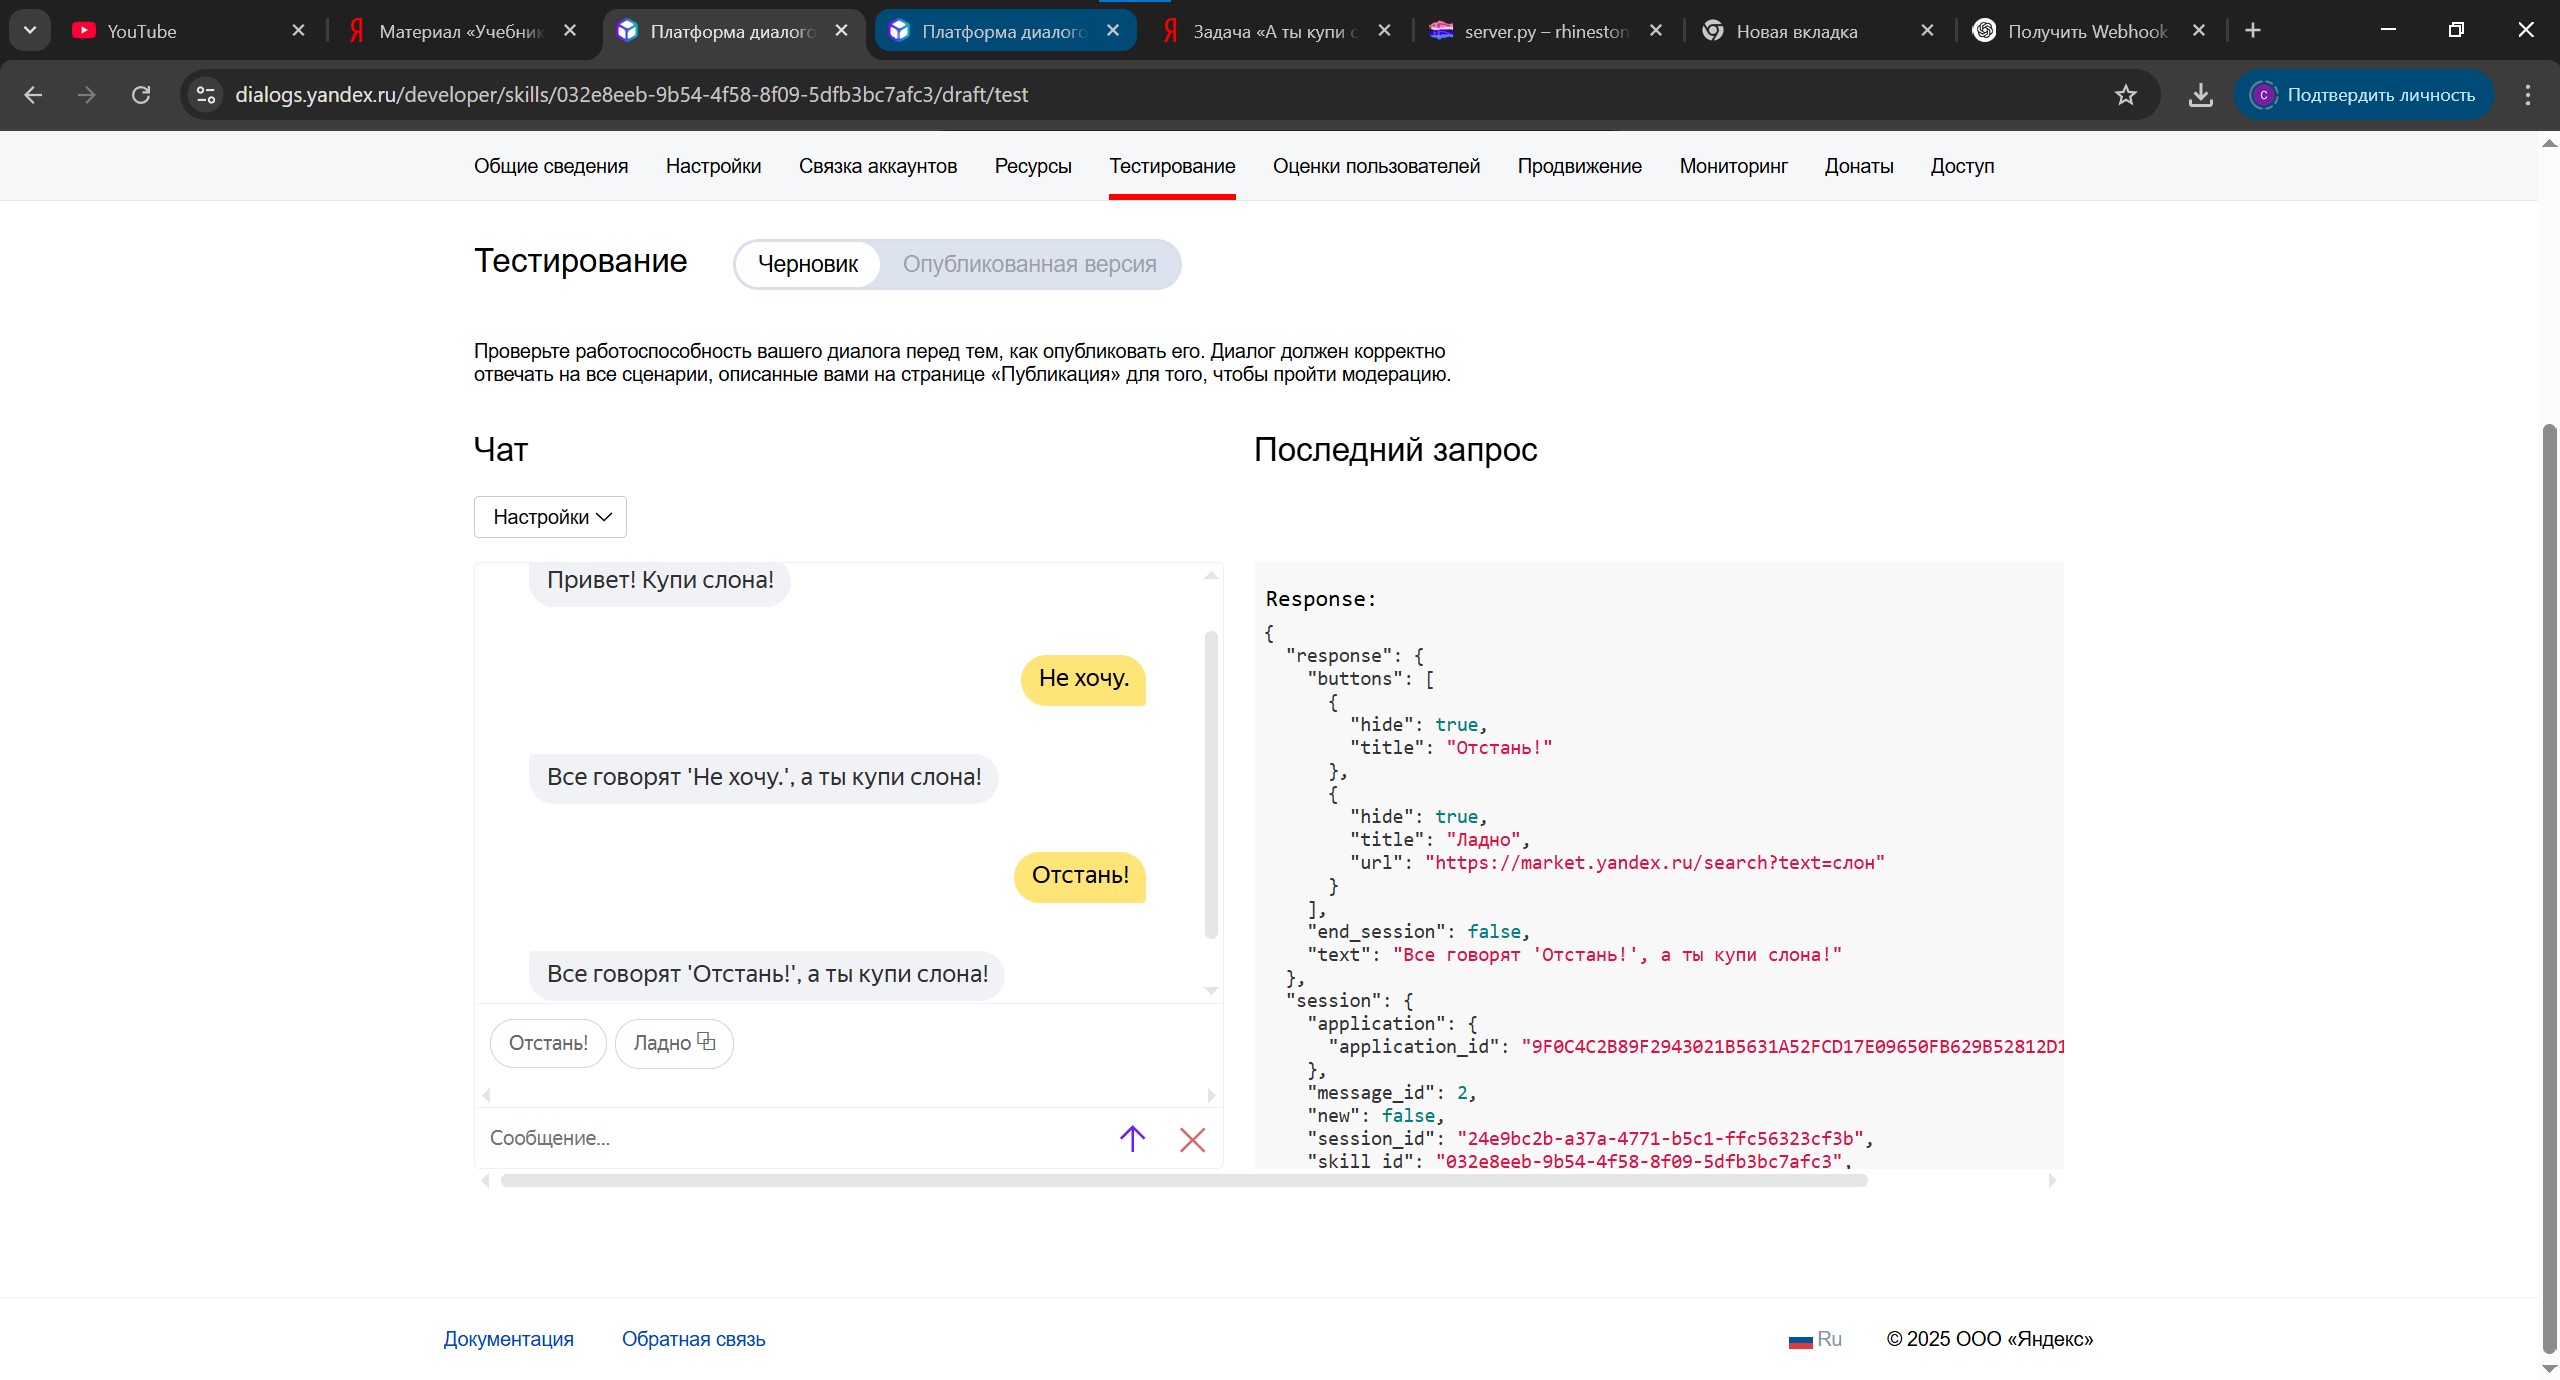 YouTube
Материал «Учебник
Платформа диалого
Платформа диалого
Задача «А ты купи с
server.py – rhineston
Новая вкладка
Получить Webhook
dialogs.yandex.ru/developer/skills/032e8eeb-9b54-4f58-8f09-5dfb3bc7afc3/draft/test
С Подтвердить личность
Общие сведения Настройки Связка аккаунтов Ресурсы Тестирование Оценки пользователей Продвижение Мониторинг Донаты Доступ
Тестирование
Черновик Опубликованная версия
Проверьте работоспособность вашего диалога перед тем, как опубликовать его. Диалог должен корректно
отвечать на все сценарии, описанные вами на странице «Публикация» для того, чтобы пройти модерацию.
Чат
Настройки
Привет! Купи слона!
Не хочу.
Все говорят 'Не хочу.', а ты купи слона!
Отстань!
Все говорят 'Отстань!', а ты купи слона!
Отстань! Ладно
Сообщение...
Последний запрос
Response:
{
"response": {
"buttons": [
{
"hide": true,
"title": "Отстань!"
},
{
"hide": true,
"title": "Ладно",
"url": "https://market.yandex.ru/search?text=слон"
}
],
"end_session": false,
"text": "Все говорят 'Отстань!', а ты купи слона!"
},
"session": {
"application": {
"application_id": "9F0C4C2B89F2943021B5631A52FCD17E09650FB629B52812D1
},
"message_id": 2,
"new": false,
"session_id": "24e9bc2b-a37a-4771-b5c1-ffc56323cf3b",
"skill_id": "032e8eeb-9b54-4f58-8f09-5dfb3bc7afc3",
Документация Обратная связь
Ru © 2025 ООО «Яндекс»